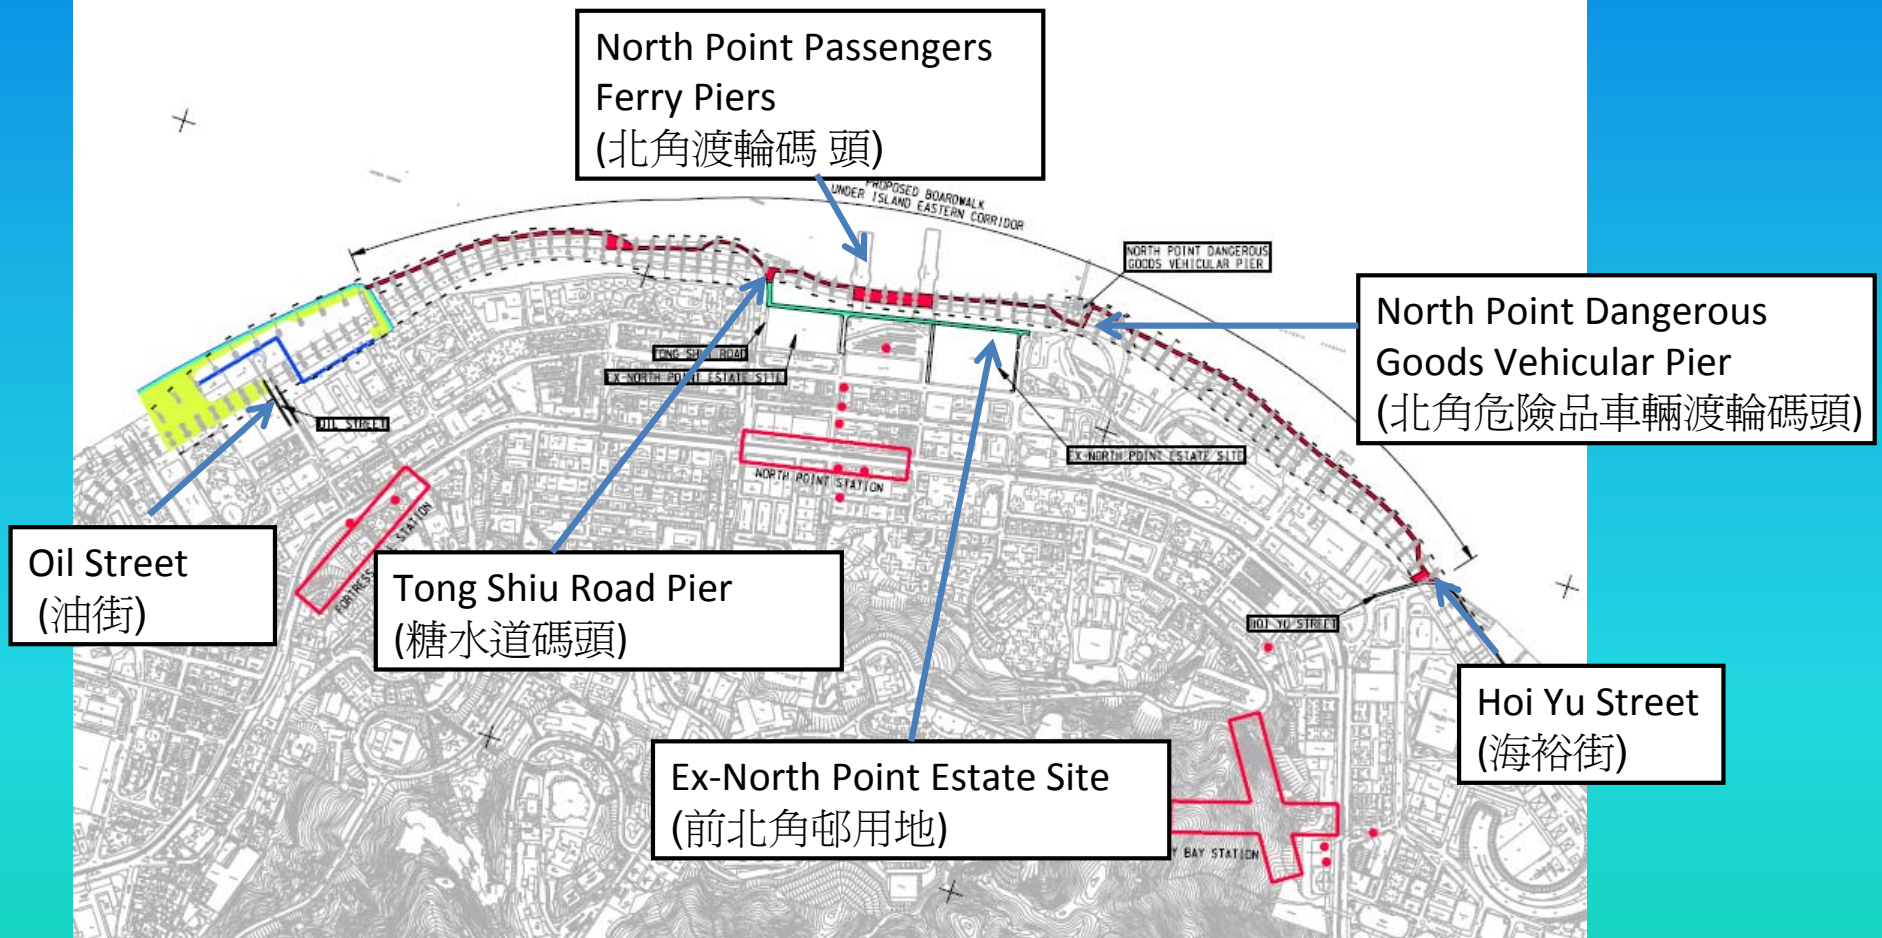 North Point Passengers
Ferry Piers
(北角渡輪碼 頭)
PROPOSED BOARDWALK
UNDER ISLAND EASTERN CORRIDOR
NORTH POINT DANGEROUS
GOODS VEHICULAR PIER
North Point Dangerous
Goods Vehicular Pier
(北角危險品車輛渡輪碼頭)
TONG SHUI ROAD
EX-NORTH POINT ESTATE SITE
OIL STREET
EX-NORTH POINT ESTATE SITE
NORTH POINT STATION
FORTRESS
STATION
Oil Street
(油街)
Tong Shiu Road Pier
(糖水道碼頭)
HOI YU STREET
Hoi Yu Street
(海裕街)
Ex-North Point Estate Site
(前北角邨用地)
Y BAY STATION